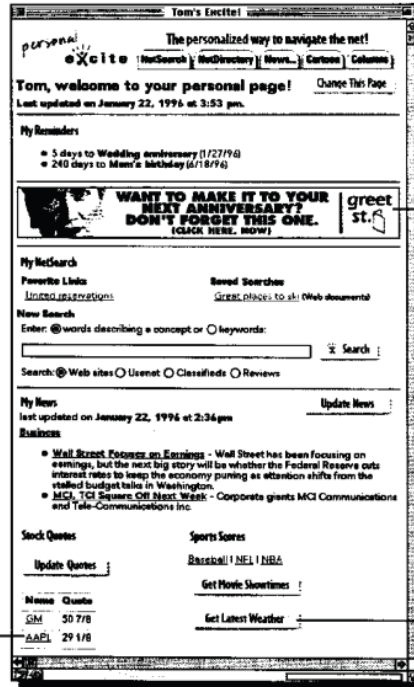 Tom's Excite!
personal
excite
The personalized way to navigate the net!
NetSearch NetDirectory News... Cartoon Columns
Tom, welcome to your personal page!
Change This Page
Last updated on January 22, 1996 at 3:53 pm.
My Reminders
5 days to Wedding anniversary (1/27/96)
240 days to Mom's birthday (6/18/96)
WANT TO MAKE IT TO YOUR
NEXT ANNIVERSARY?
DON'T FORGET THIS ONE.
(CLICK HERE. NOW)
greet
st.
My NetSearch
Favorite Links
Saved Searches
United reservations
Great places to ski (Web documents)
New Search
Enter: words describing a concept or keywords:
Search
Search: Web sites Usenet Classifieds Reviews
My News
Update News
last updated on January 22, 1996 at 2:36pm
Business
Wall Street Focuses on Earnings - Wall Street has been focusing on
earnings, but the next big story will be whether the Federal Reserve cuts
interest rates to keep the economy purring as attention shifts from the
stalled budget talks in Washington.
MCI, TCI Square Off Next Week - Corporate giants MCI Communications
and Tele-Communications Inc.
Stock Quotes
Sports Scores
Update Quotes
Baseball | NFL | NBA
Get Movie Showtimes
Name Quote
GM 50 7/8
Get Latest Weather
AAPL 29 1/8